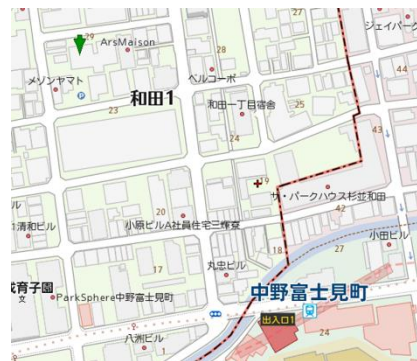 29
ArsMaison
ジェイパーク
28
44
メゾンヤマト
ベルコーポ
P
和田1
和田一丁目宿舎
25
23
24
43
19
ザ・パークハウス杉並和田
ル
20
42
1清和ビル
小原ビルA社員住宅三輝寮
小田ビル
18
27
丸忠ビル
17
中野富士見町
育子園
文
ParkSphere中野富士見町
出入口1
24
八洲ビル
1